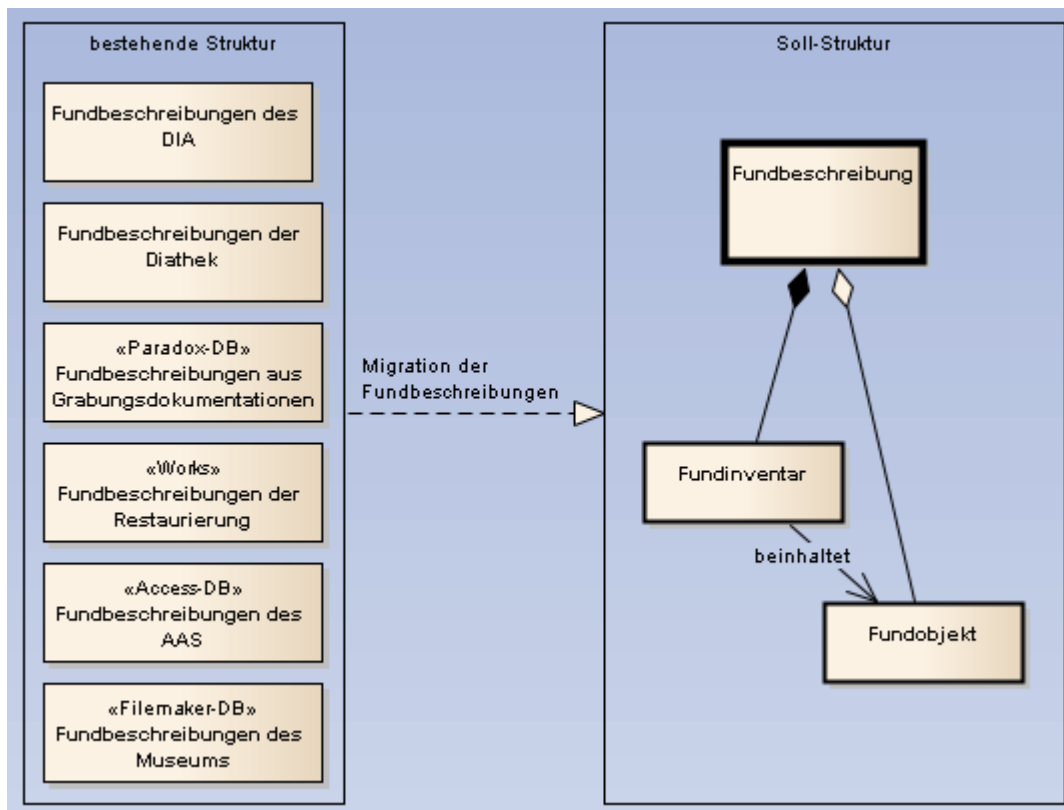 bestehende Struktur
Fundbeschreibungen des
DIA
Fundbeschreibungen der
Diathek
«Paradox-DB»
Fundbeschreibungen aus
Grabungsdokumentationen
«Works»
Fundbeschreibungen der
Restaurierung
«Access-DB»
Fundbeschreibungen des
AAS
«Filemaker-DB»
Fundbeschreibungen des
Museums
Migration der
Fundbeschreibungen
Soll-Struktur
Fundbeschreibung
Fundinventar
beinhaltet
Fundobjekt